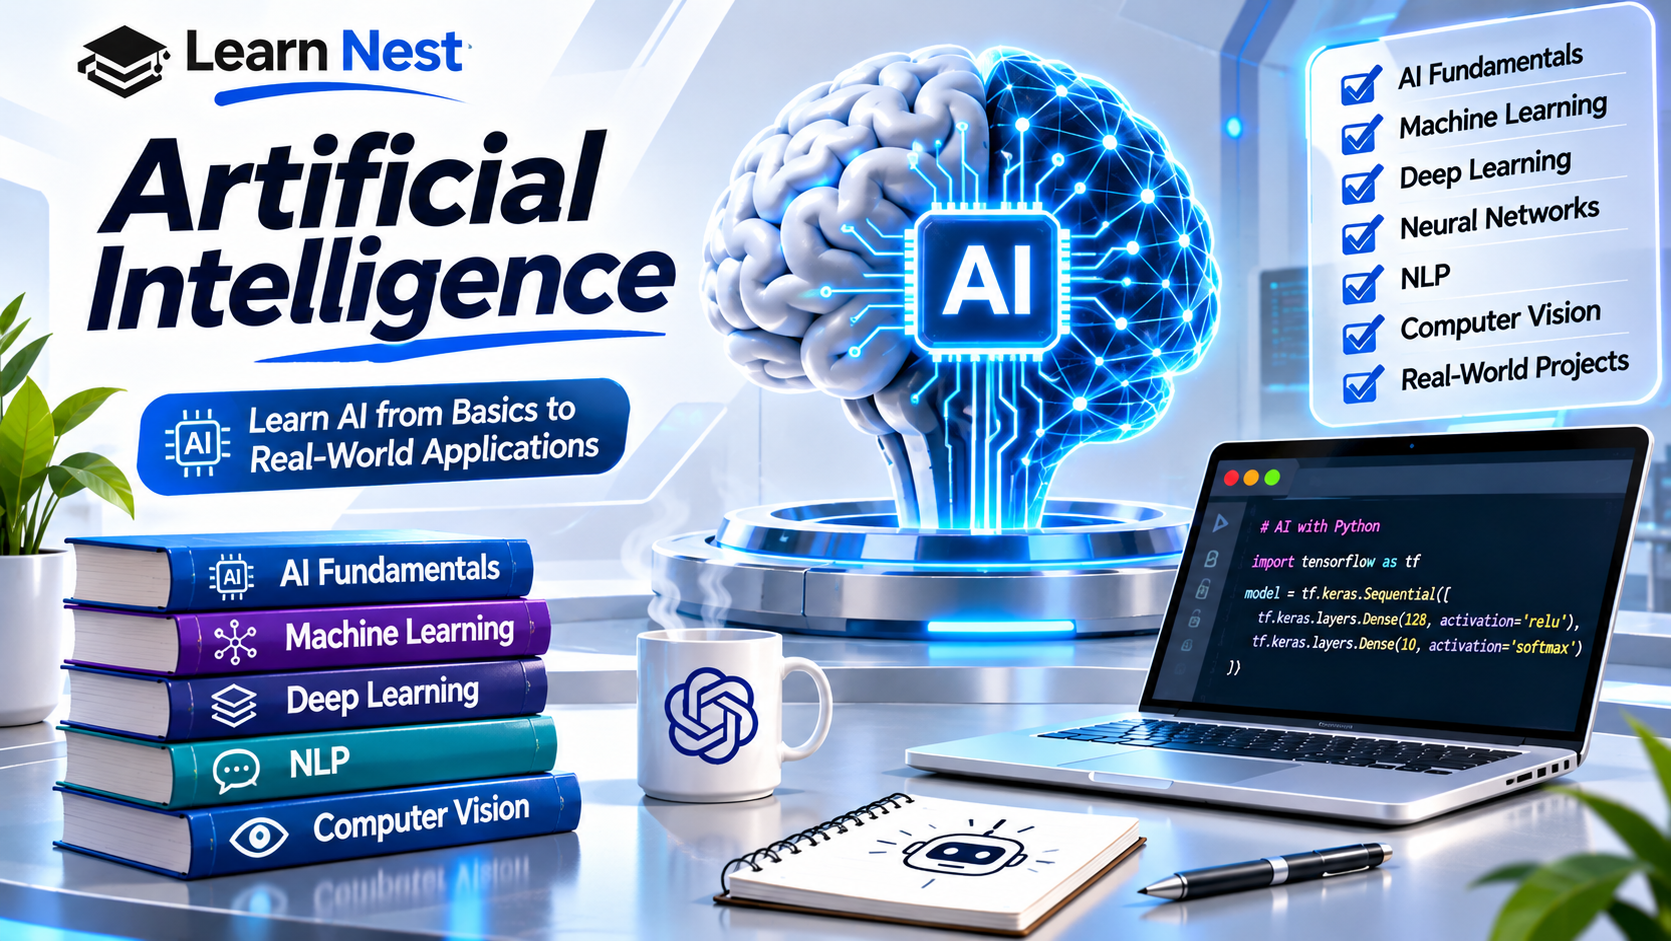 Learn Nest
Artificial
Intelligence
AI
Learn AI from Basics to
Real-World Applications
AI
AI Fundamentals
Machine Learning
Deep Learning
Neural Networks
NLP
Computer Vision
Real-World Projects
AI
AI Fundamentals
Machine Learning
Deep Learning
NLP
Computer Vision
# AI with Python
import tensorflow as tf
model = tf.keras.Sequential([
tf.keras.layers.Dense(128, activation='relu'),
tf.keras.layers.Dense(10, activation='softmax')
])